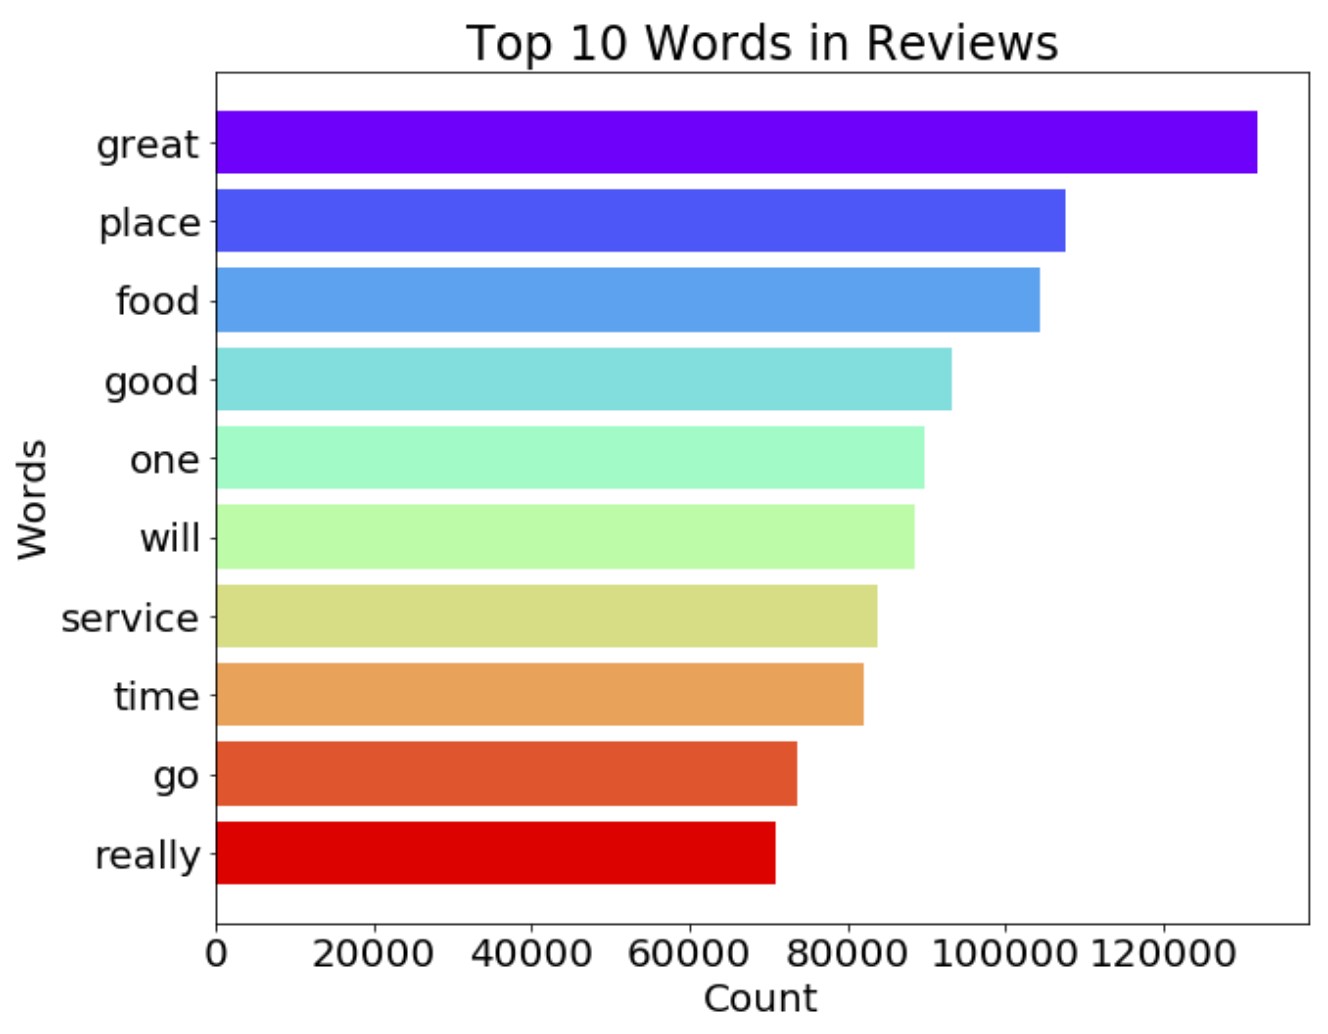 Top 10 Words in Reviews
great
place
food
good
one
will
service
time
go
really
Words
0 20000 40000 60000 80000 100000 120000
Count